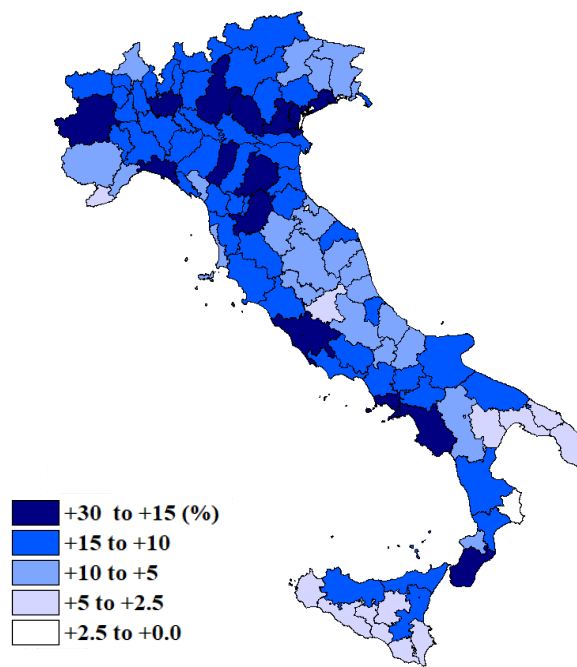 +30 to +15 (%)
+15 to +10
+10 to +5
+5 to +2.5
+2.5 to +0.0